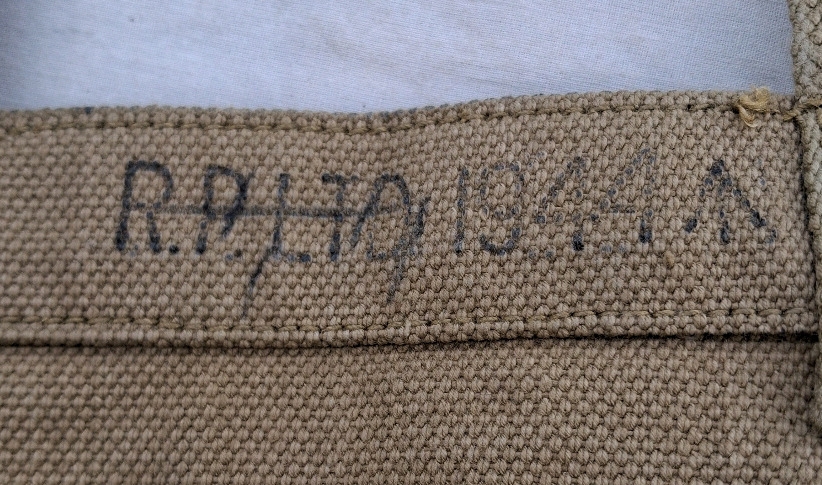 R.P. LTD 1944 ↑